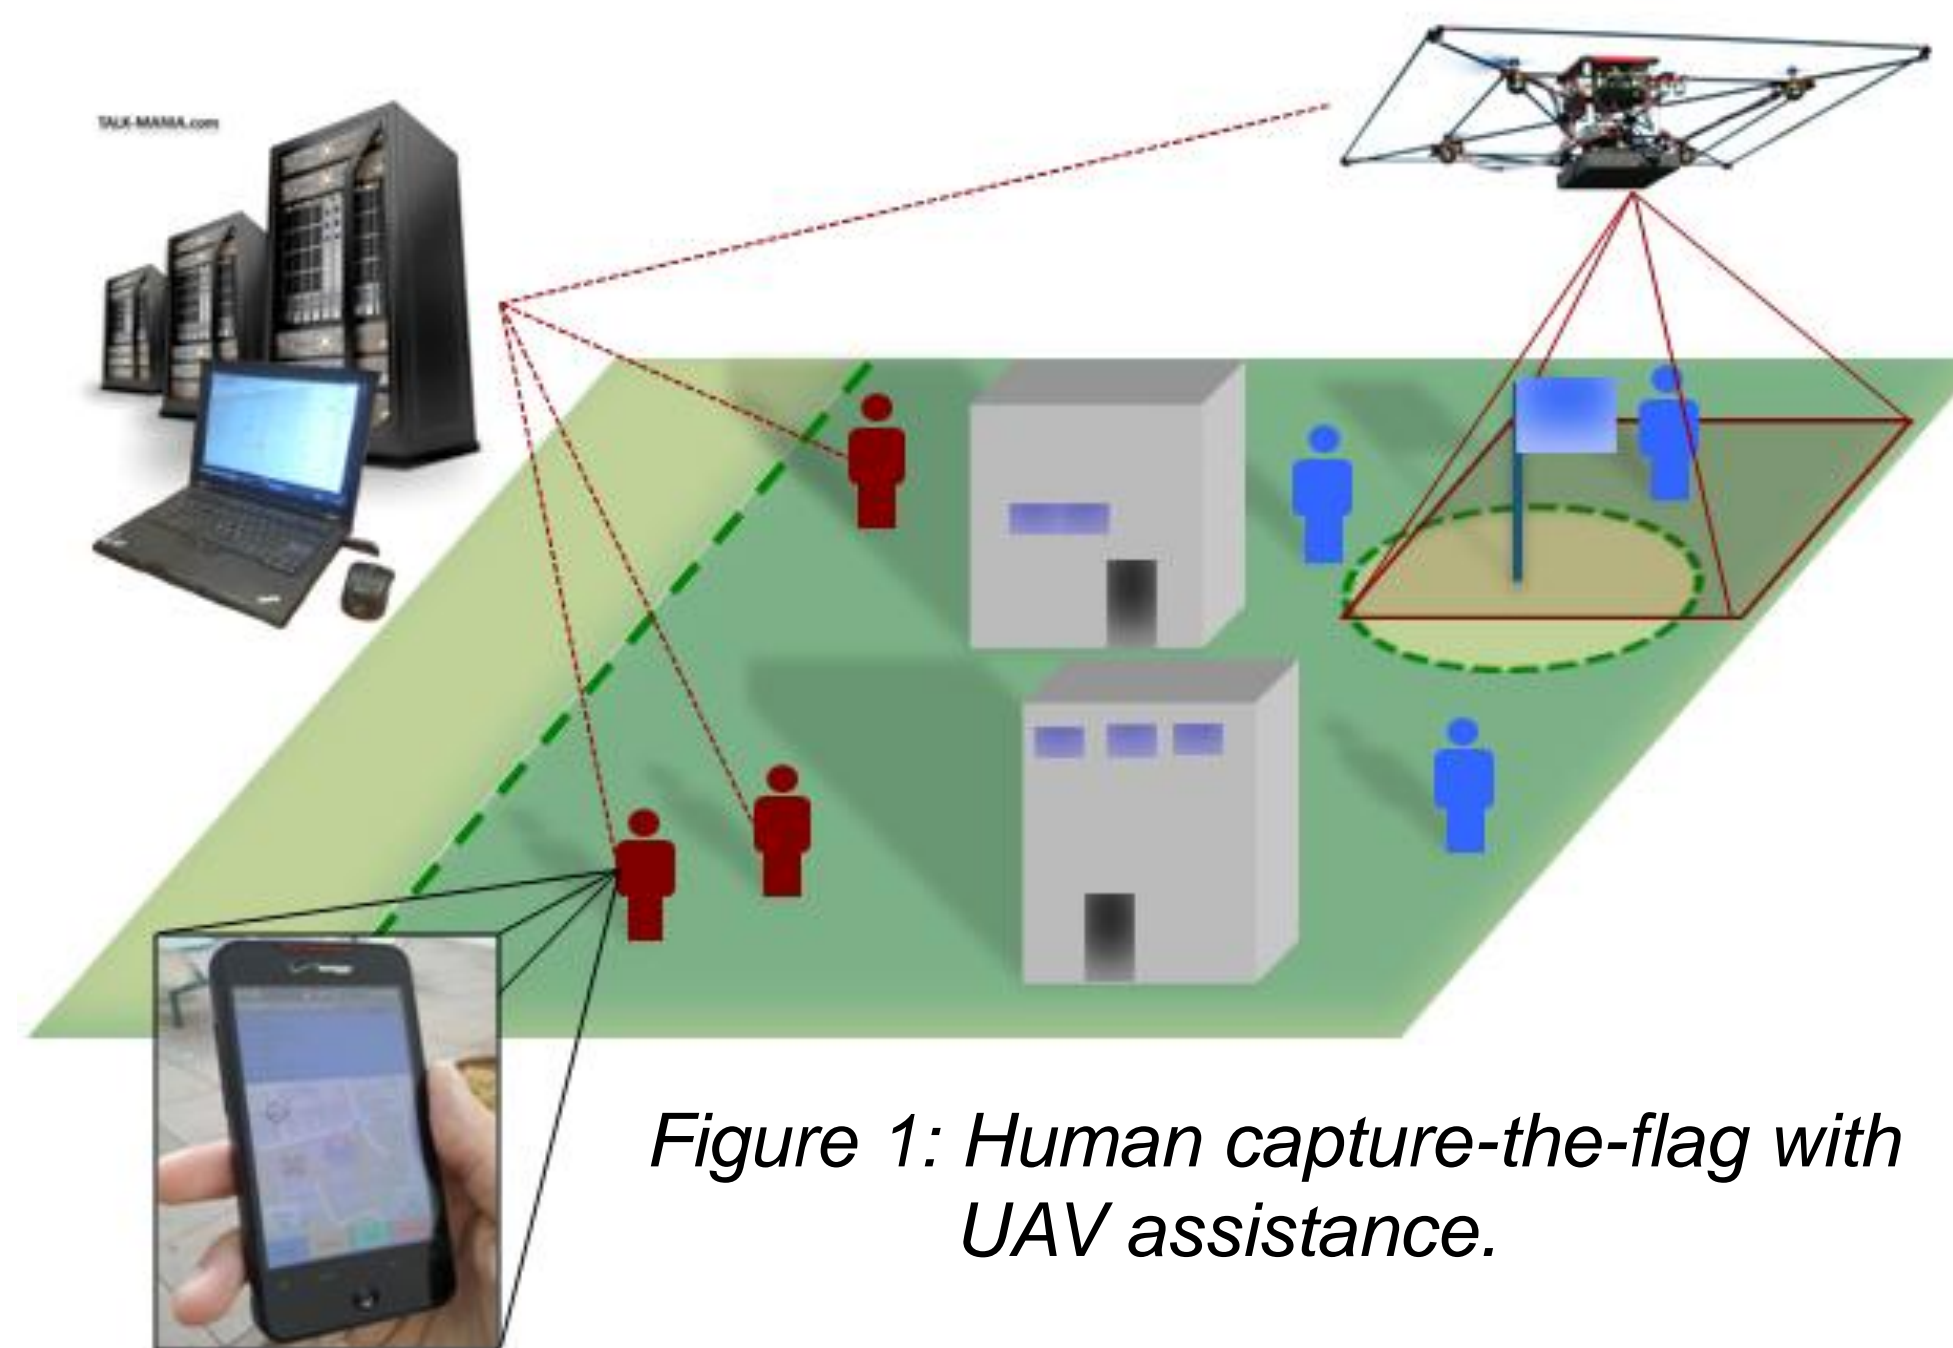 TALK-MANIA.com
Figure 1: Human capture-the-flag with
UAV assistance.